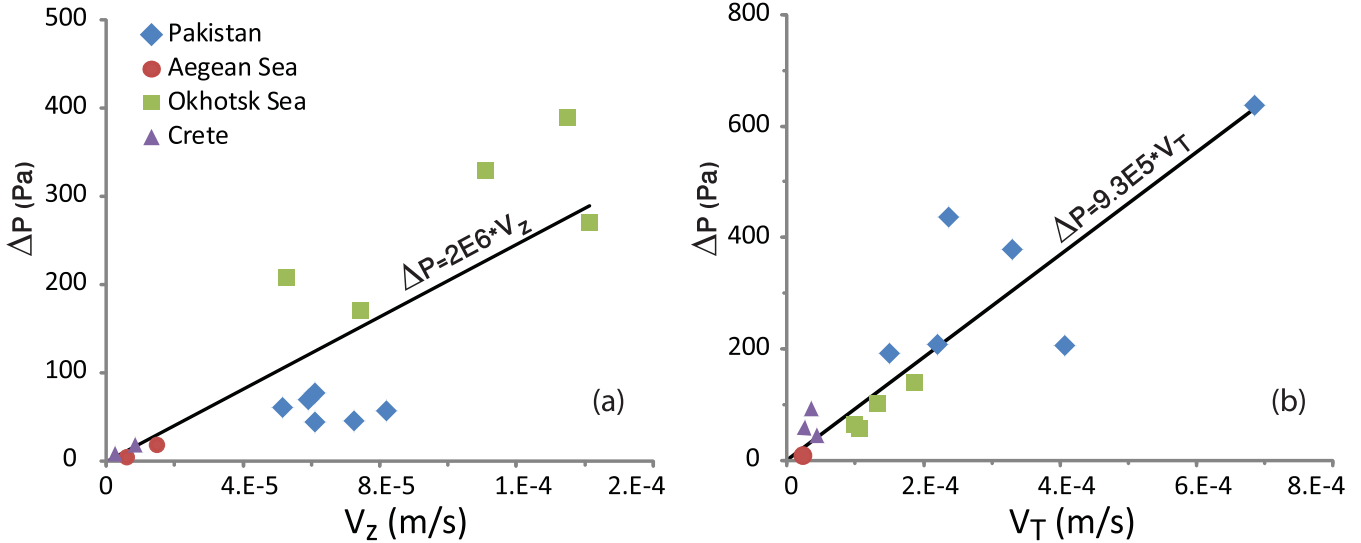 500
400
300
200
100
0
ΔP (Pa)
Pakistan
Aegean Sea
Okhotsk Sea
Crete
ΔP=2E6*Vz
(a)
0 4.E-5 8.E-5 1.E-4 2.E-4
Vz (m/s)
800
600
400
200
0
ΔP (Pa)
ΔP=9.3E5*VT
(b)
0 2.E-4 4.E-4 6.E-4 8.E-4
VT (m/s)